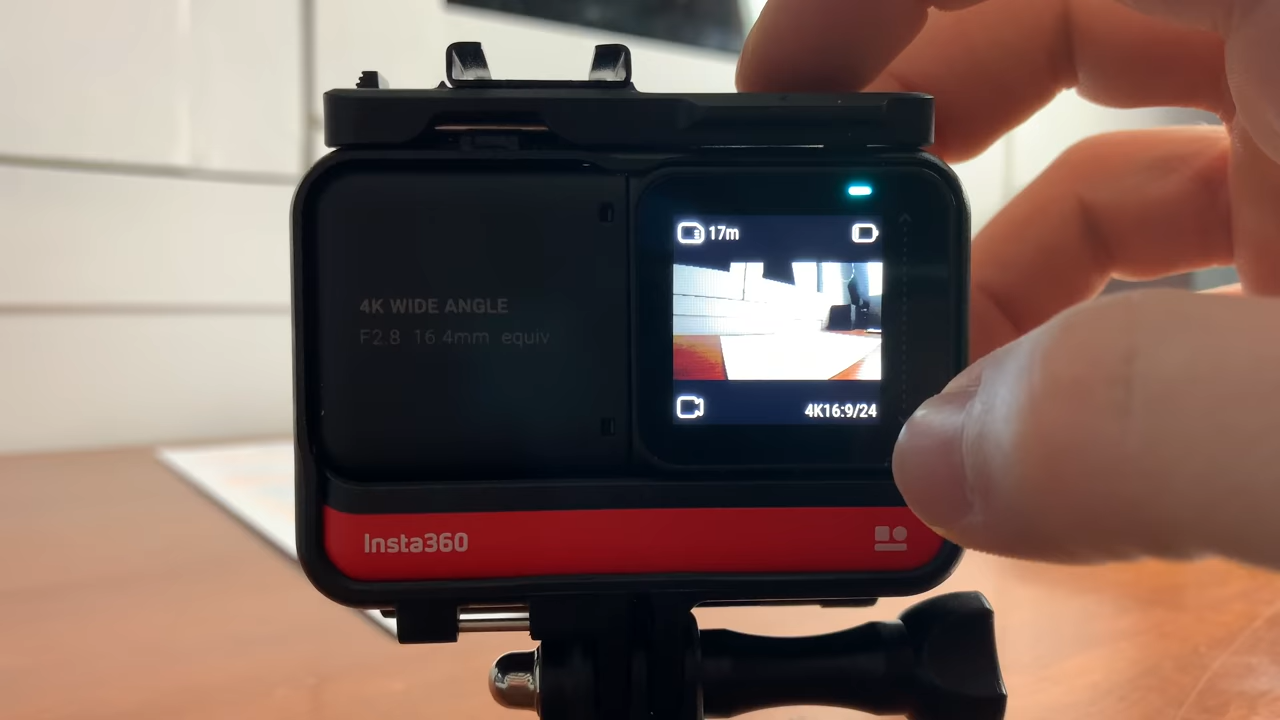 4K WIDE ANGLE
F2.8 16.4mm equiv
17m
4K16:9/24
Insta360